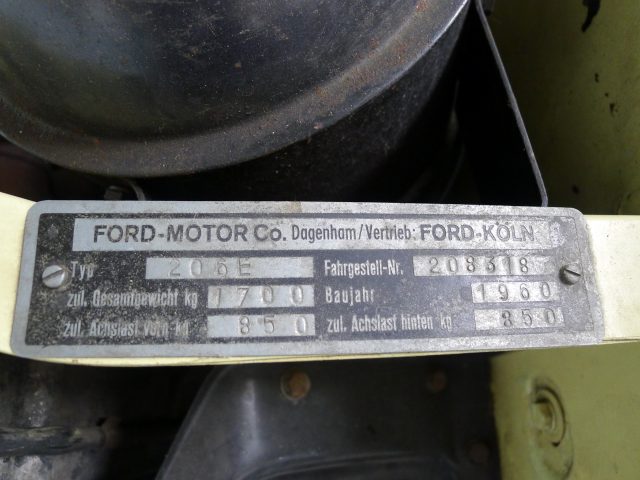 FORD-MOTOR Co. Dagenham/Vertrieb: FORD-KÖLN
Typ 206E Fahrgestell-Nr. 208318
zul. Gesamtgewicht kg 1700 Baujahr 1960
zul. Achslast vorn kg 850 zul. Achslast hinten kg 850